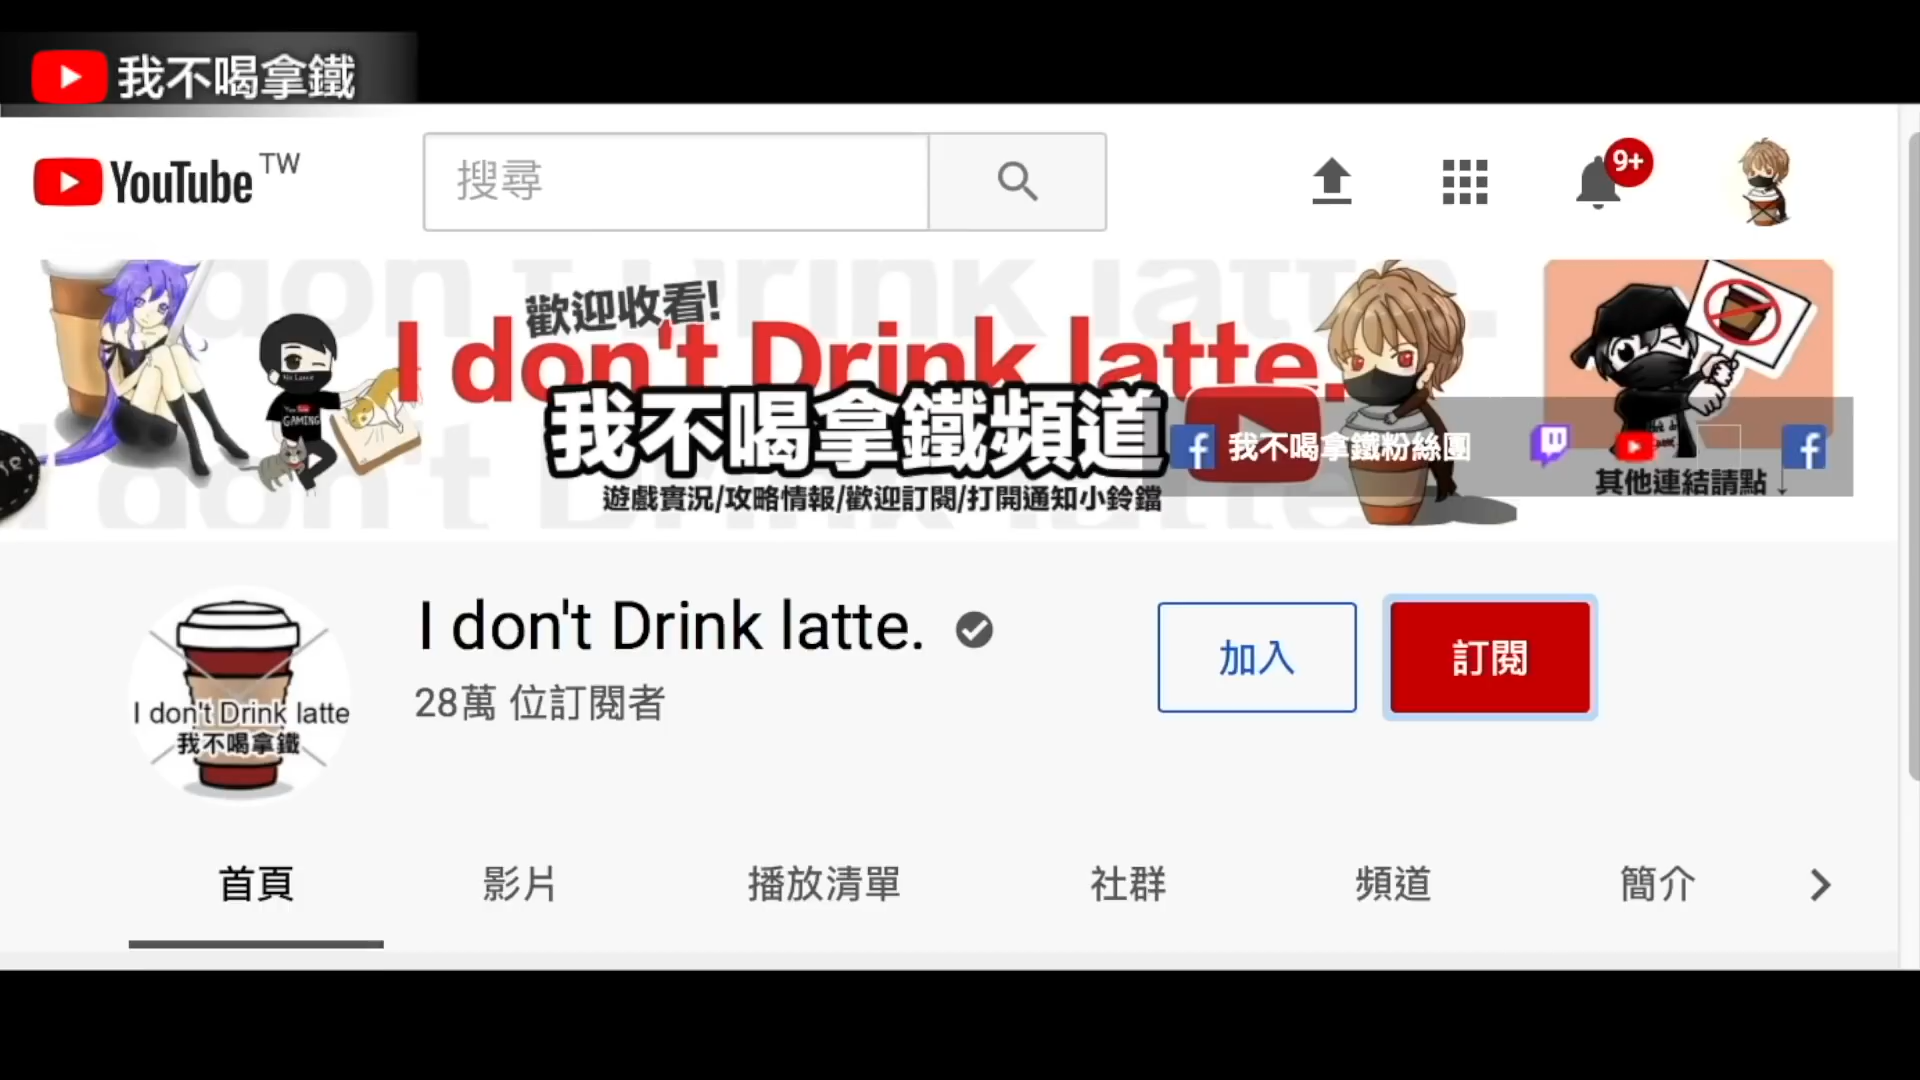 我不喝拿鐵
YouTube TW
搜尋
9+
歡迎收看!
I don't Drink latte.
我不喝拿鐵頻道
遊戲實況/攻略情報/歡迎訂閱/打開通知小鈴鐺
我不喝拿鐵粉絲團
其他連結請點↓
GAMING
I don't Drink latte.
28萬 位訂閱者
加入
訂閱
I don't Drink latte
我不喝拿鐵
首頁
影片
播放清單
社群
頻道
簡介